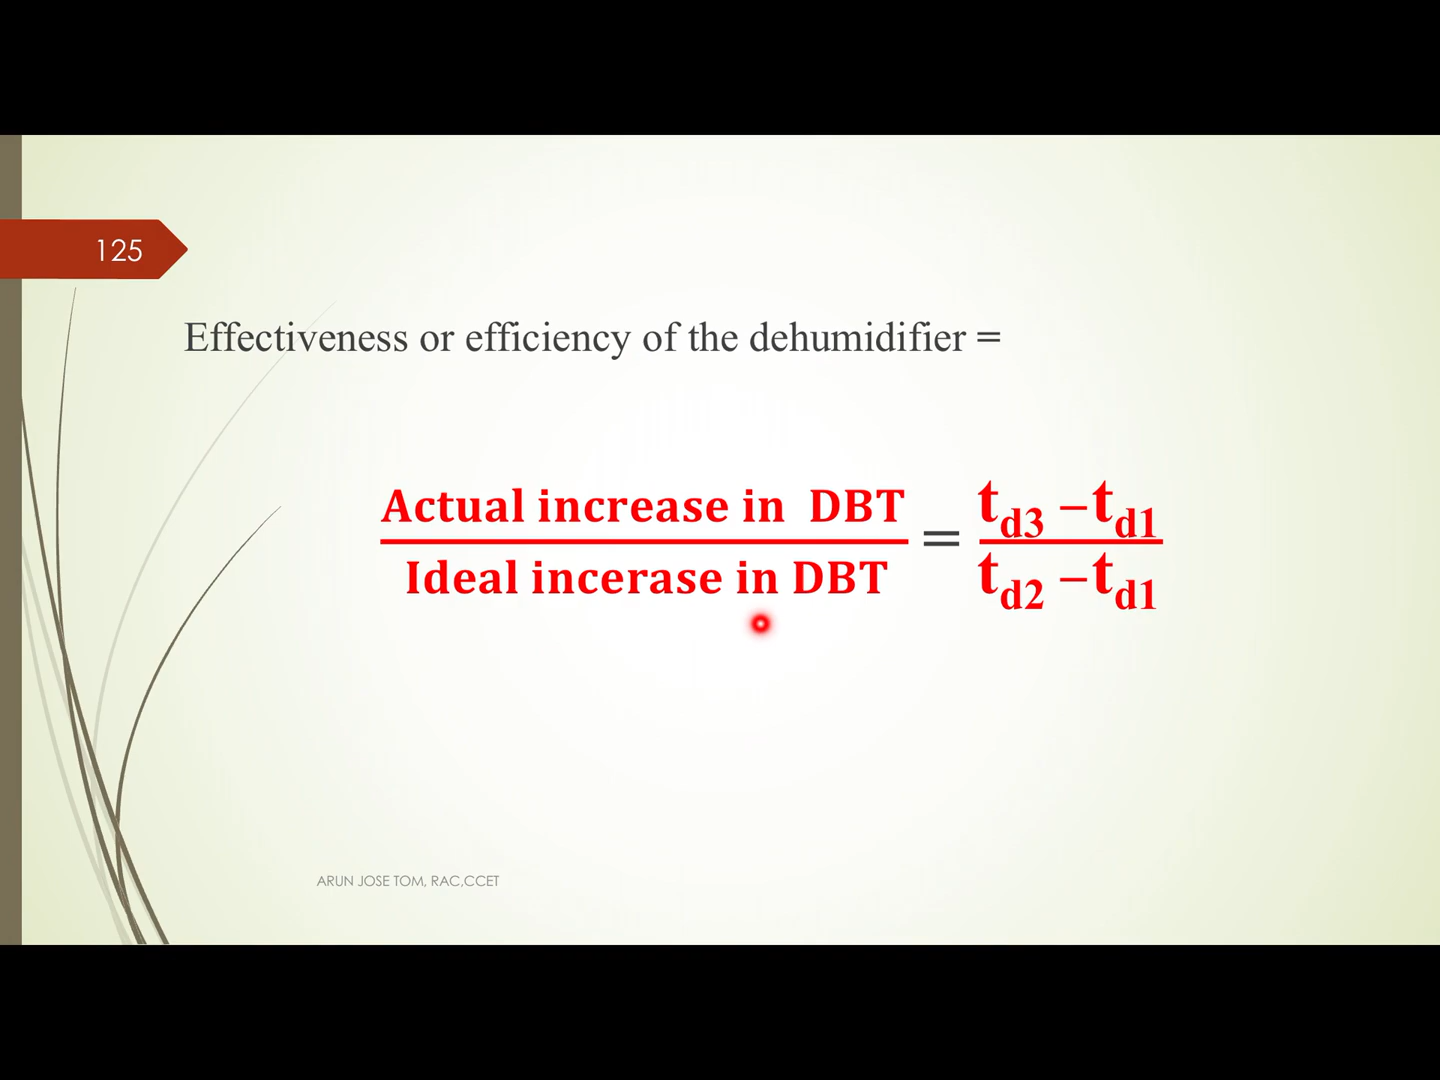 125
Effectiveness or efficiency of the dehumidifier =
Actual increase in DBT / Ideal incerase in DBT = td3 –td1 / td2 –td1
ARUN JOSE TOM, RAC,CCET